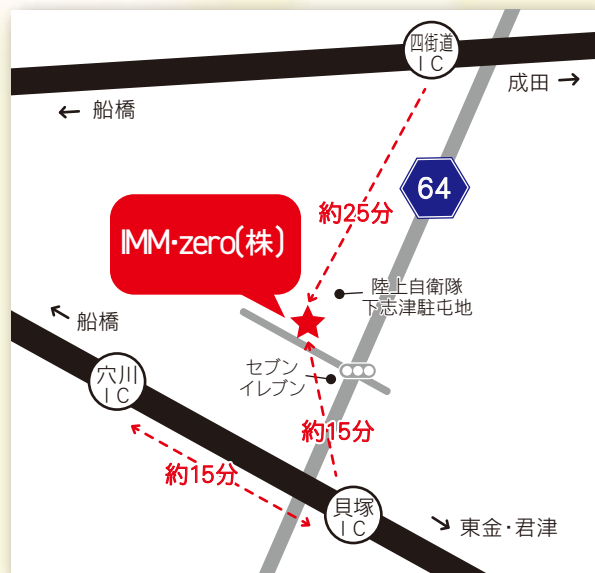 四街道
IC
成田 →
← 船橋
64
約25分
IMM・zero(株)
陸上自衛隊
下志津駐屯地
← 船橋
セブン
イレブン
穴川
IC
約15分
約15分
貝塚
IC
→ 東金・君津